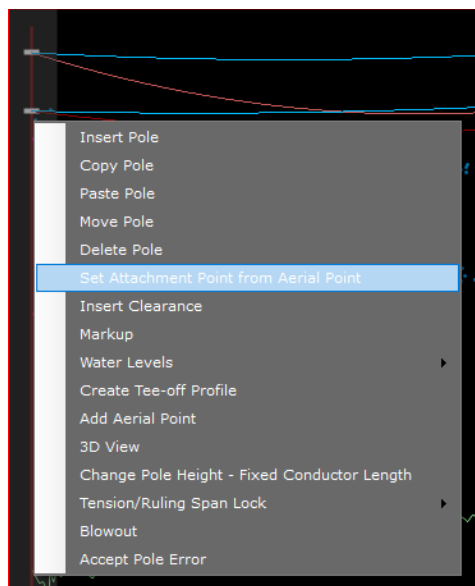 Insert Pole
Copy Pole
Paste Pole
Move Pole
Delete Pole
Set Attachment Point from Aerial Point
Insert Clearance
Markup
Water Levels
Create Tee-off Profile
Add Aerial Point
3D View
Change Pole Height - Fixed Conductor Length
Tension/Ruling Span Lock
Blowout
Accept Pole Error